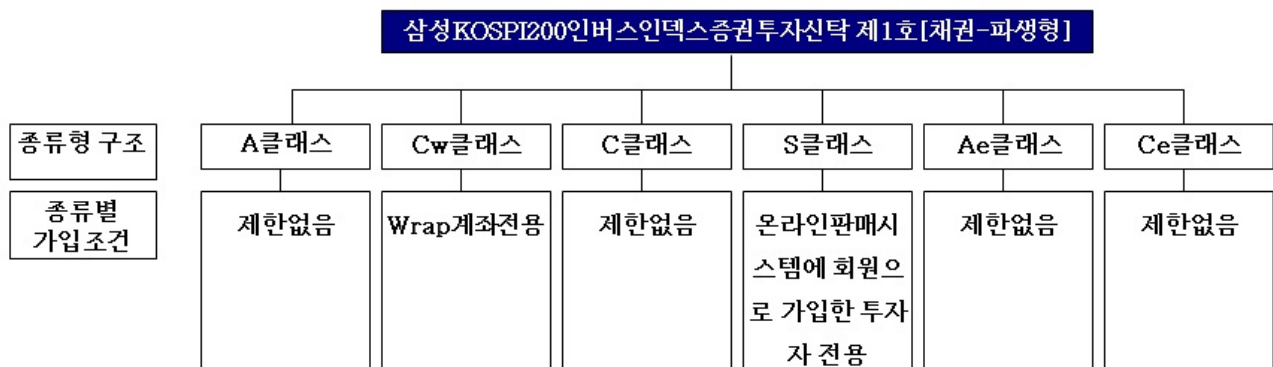 삼성KOSPI200인버스인덱스증권투자신탁 제1호[채권-파생형]
종류형 구조
A클래스
Cw클래스
C클래스
S클래스
Ae클래스
Ce클래스
종류별
가입조건
제한없음
Wrap계좌전용
제한없음
온라인판매시
스템에 회원으
로 가입한 투자
자 전용
제한없음
제한없음